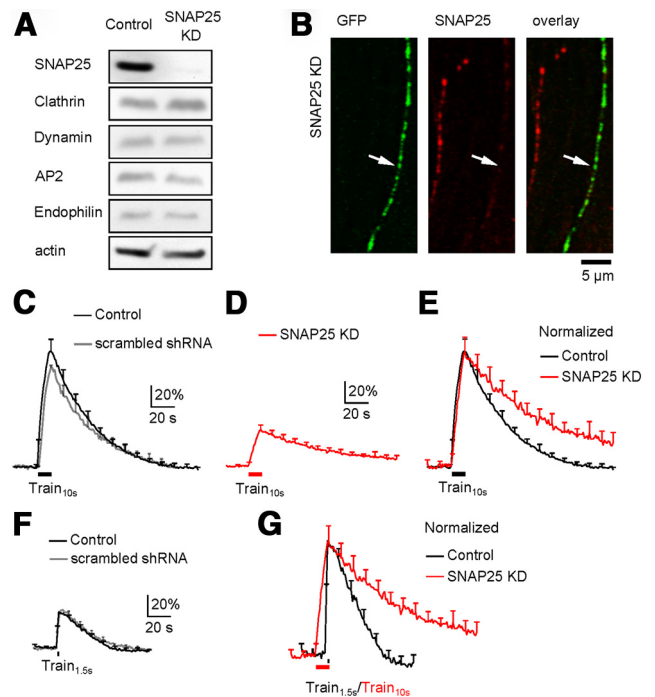 A
Control
SNAP25
KD
SNAP25
Clathrin
Dynamin
AP2
Endophilin
actin
B
GFP
SNAP25
overlay
SNAP25 KD
5 µm
C
Control
scrambled shRNA
20%
20 s
Train10s
D
SNAP25 KD
20%
20 s
Train10s
E
Normalized
Control
SNAP25 KD
Train10s
F
Control
scrambled shRNA
20%
20 s
Train1.5s
G
Normalized
Control
SNAP25 KD
Train1.5s/Train10s